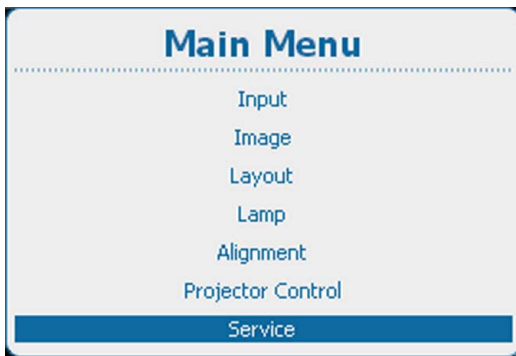 Main Menu
Input
Image
Layout
Lamp
Alignment
Projector Control
Service